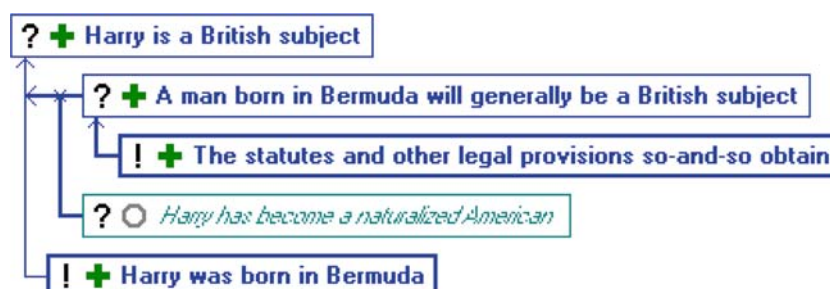 ? Harry is a British subject
? A man born in Bermuda will generally be a British subject
! The statutes and other legal provisions so-and-so obtain
? Harry has become a naturalized American
! Harry was born in Bermuda